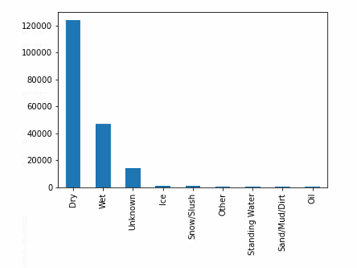 120000
100000
80000
60000
40000
20000
0
Dry
Wet
Unknown
Ice
Snow/Slush
Other
Standing Water
Sand/Mud/Dirt
Oil